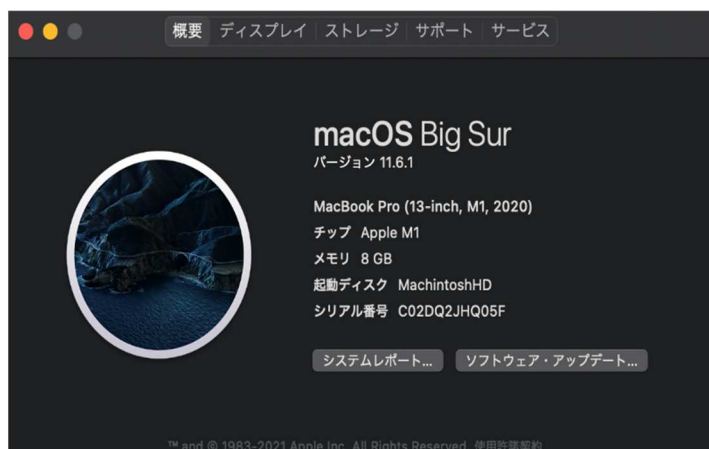 概要 ディスプレイ ストレージ サポート サービス
macOS Big Sur
バージョン 11.6.1
MacBook Pro (13-inch, M1, 2020)
チップ Apple M1
メモリ 8 GB
起動ディスク MachintoshHD
シリアル番号 C02DQ2JHQ05F
システムレポート... ソフトウェア・アップデート...
™ and © 1983-2021 Apple Inc. All Rights Reserved. 使用許諾契約